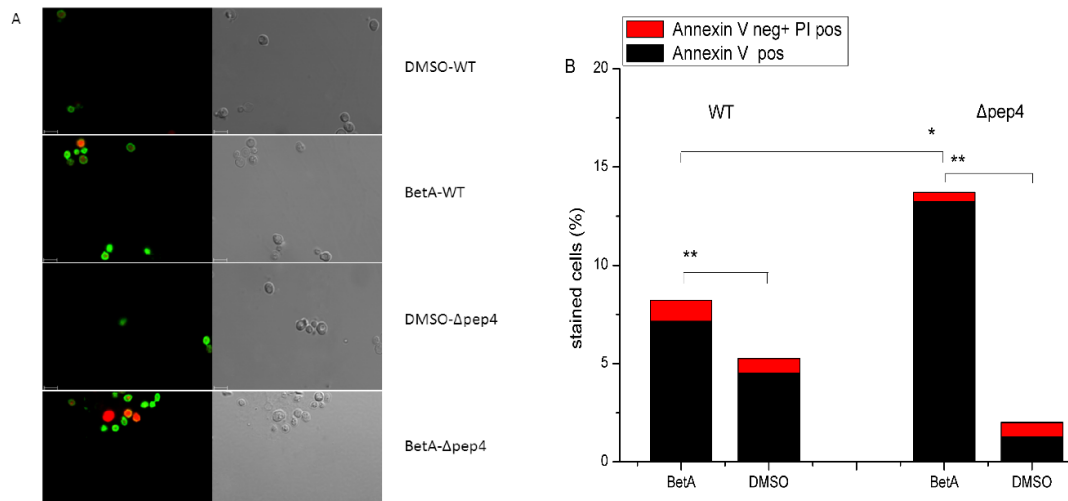 A
DMSO-WT
BetA-WT
DMSO-Δpep4
BetA-Δpep4
Annexin V neg+ PI pos
Annexin V pos
B
20
15
10
5
0
stained cells (%)
WT
Δpep4
*
**
**
BetA
DMSO
BetA
DMSO